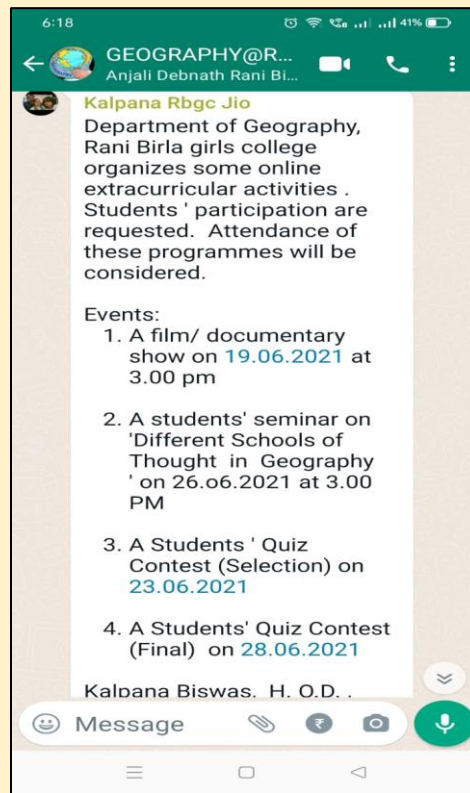 6:18
41%
GEOGRAPHY@R...
Anjali Debnath Rani Bi...
Kalpana Rbgc Jio
Department of Geography,
Rani Birla girls college
organizes some online
extracurricular activities .
Students ' participation are
requested. Attendance of
these programmes will be
considered.
Events:
1. A film/ documentary
show on 19.06.2021 at
3.00 pm
2. A students' seminar on
'Different Schools of
Thought in Geography
' on 26.o6.2021 at 3.00
PM
3. A Students ' Quiz
Contest (Selection) on
23.06.2021
4. A Students' Quiz Contest
(Final) on 28.06.2021
Kalpana Biswas. H. O.D. .
Message
₹